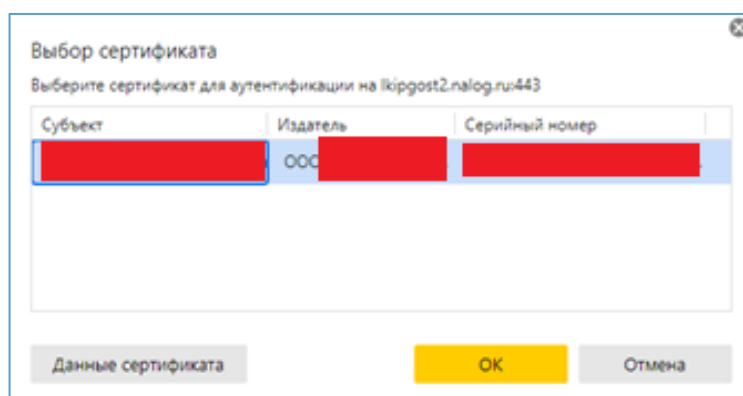 Выбор сертификата
Выберите сертификат для аутентификации на lkipgost2.nalog.ru:443
Субъект Издатель Серийный номер
ООО
Данные сертификата ОК Отмена